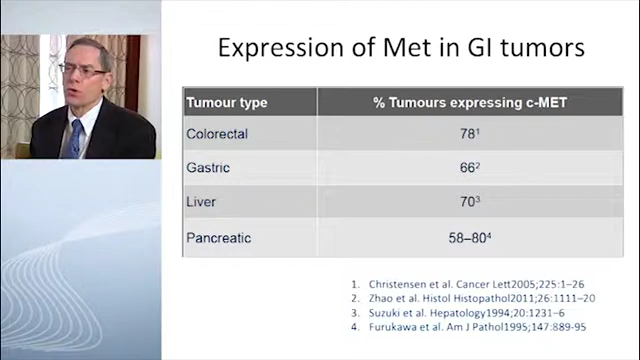 Expression of Met in GI tumors
Tumour type % Tumours expressing c-MET
Colorectal 78¹
Gastric 66²
Liver 70³
Pancreatic 58–80⁴
1. Christensen et al. Cancer Lett2005;225:1–26
2. Zhao et al. Histol Histopathol2011;26:1111–20
3. Suzuki et al. Hepatology1994;20:1231–6
4. Furukawa et al. Am J Pathol1995;147:889-95